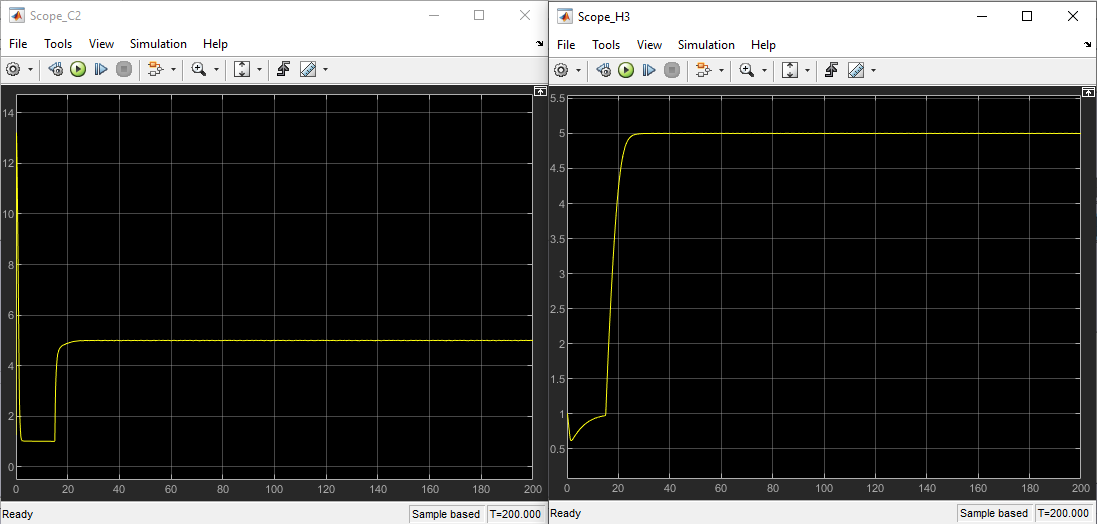 Scope_C2
File Tools View Simulation Help
14
12
10
8
6
4
2
0
0 20 40 60 80 100 120 140 160 180 200
Ready Sample based T=200.000
Scope_H3
File Tools View Simulation Help
5.5
5
4.5
4
3.5
3
2.5
2
1.5
1
0.5
0 20 40 60 80 100 120 140 160 180 200
Ready Sample based T=200.000